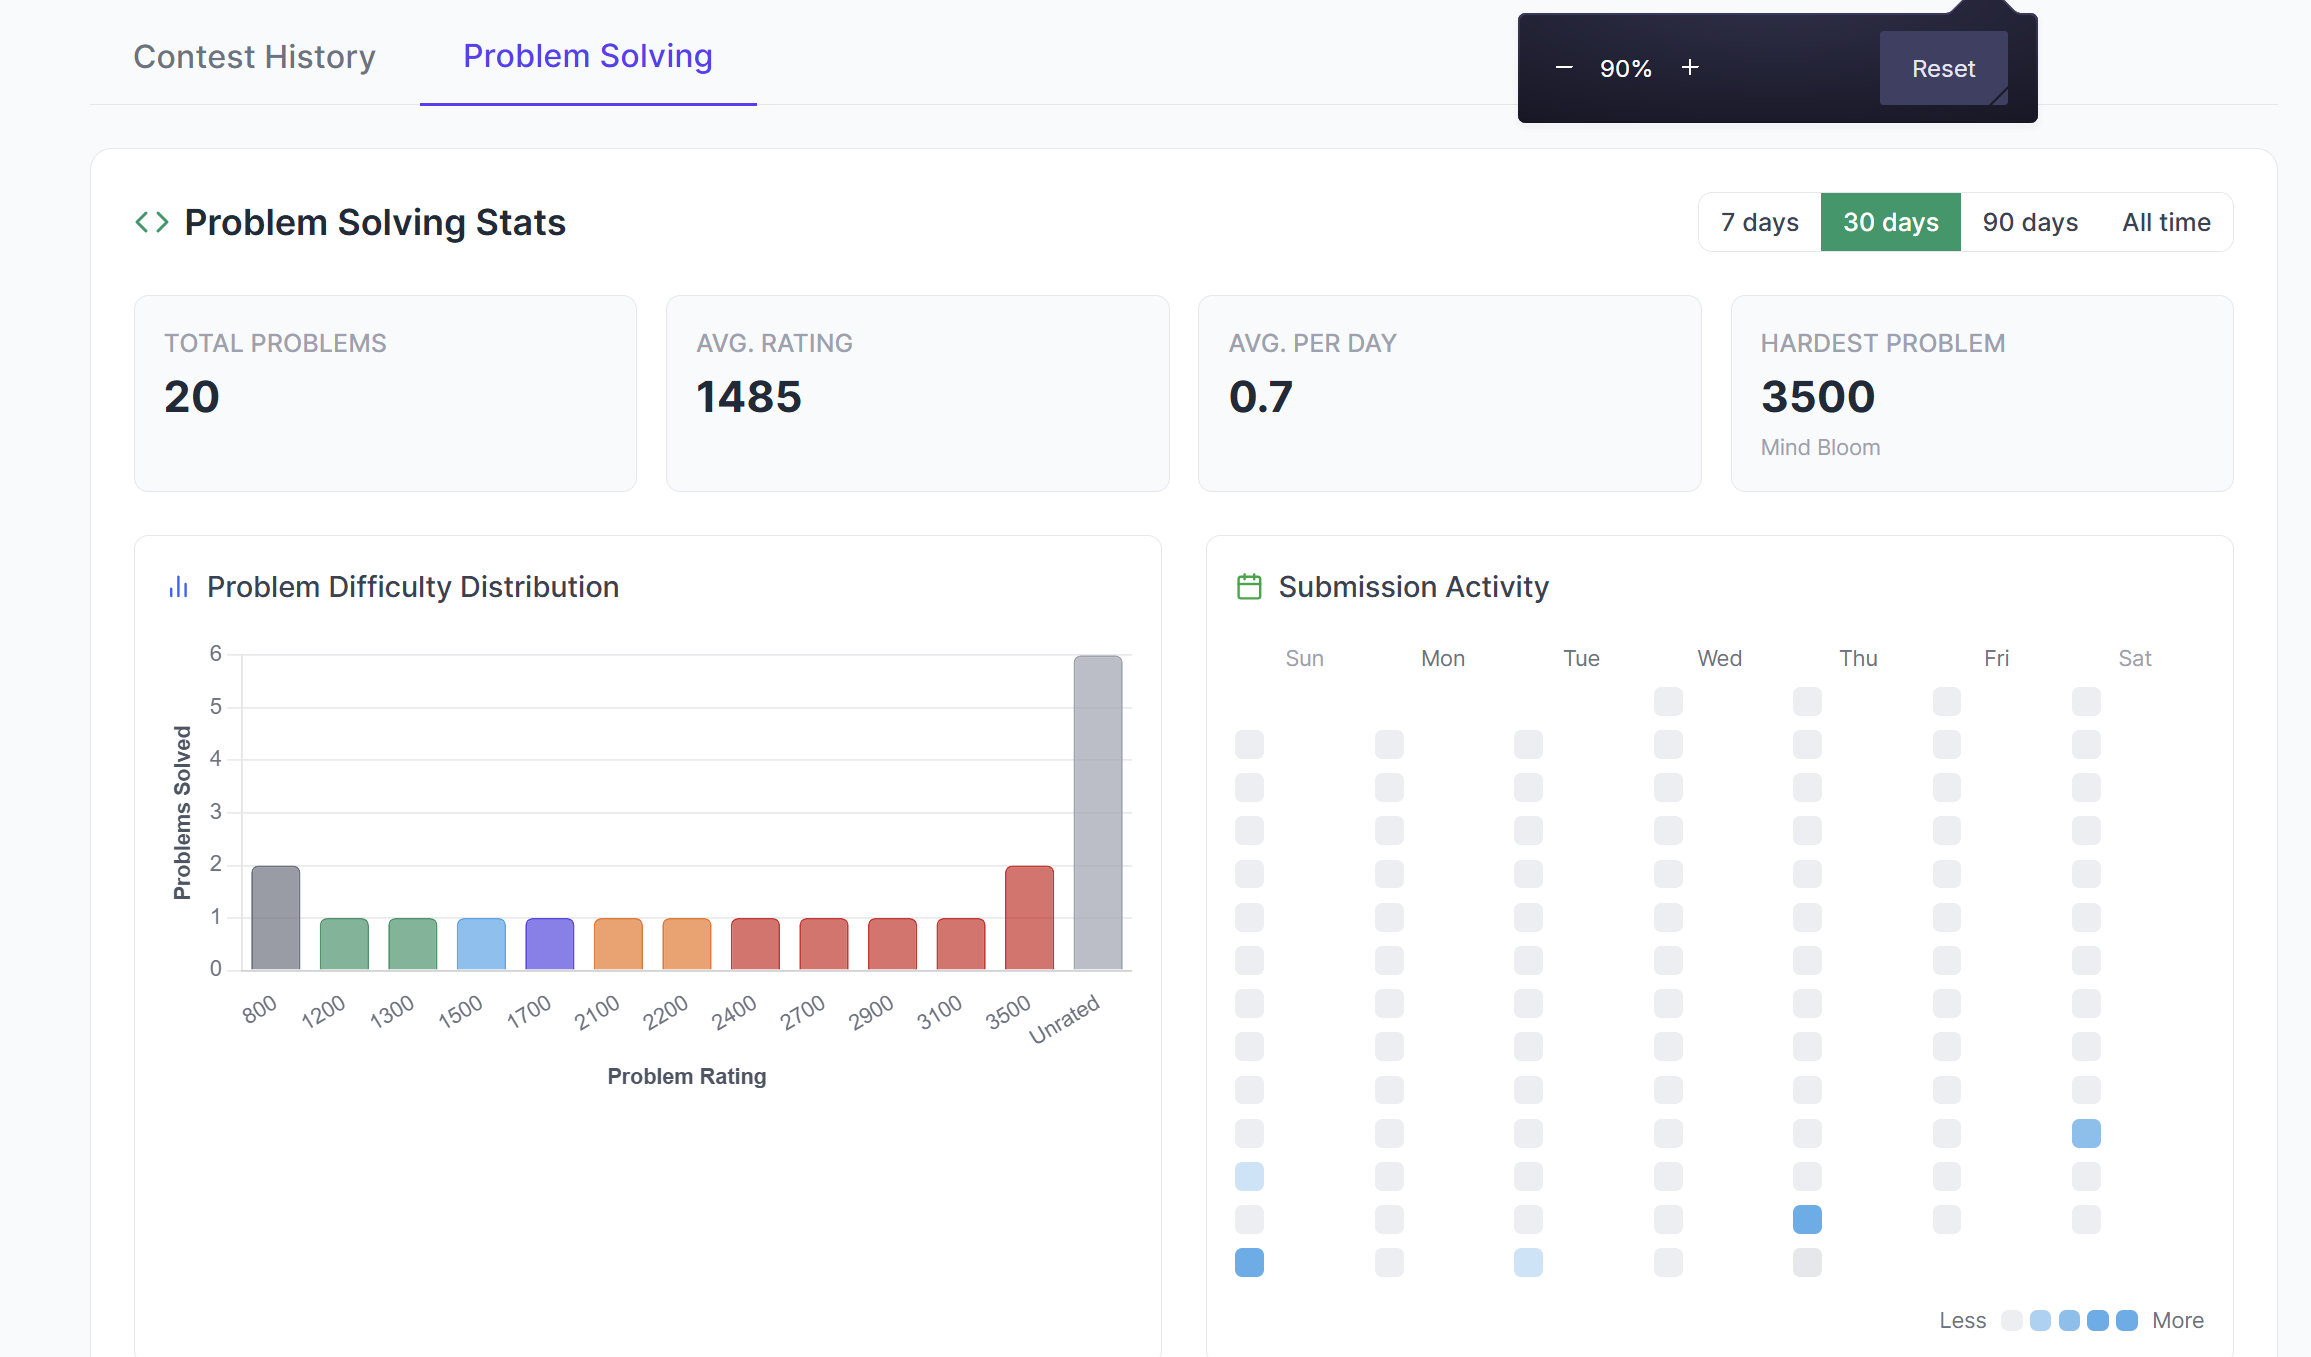 Contest History
Problem Solving
90%
Reset
Problem Solving Stats
7 days
30 days
90 days
All time
TOTAL PROBLEMS
20
AVG. RATING
1485
AVG. PER DAY
0.7
HARDEST PROBLEM
3500
Mind Bloom
Problem Difficulty Distribution
6
5
4
3
2
1
0
Problems Solved
800
1200
1300
1500
1700
2100
2200
2400
2700
2900
3100
3500
Unrated
Problem Rating
Submission Activity
Sun
Mon
Tue
Wed
Thu
Fri
Sat
Less
More